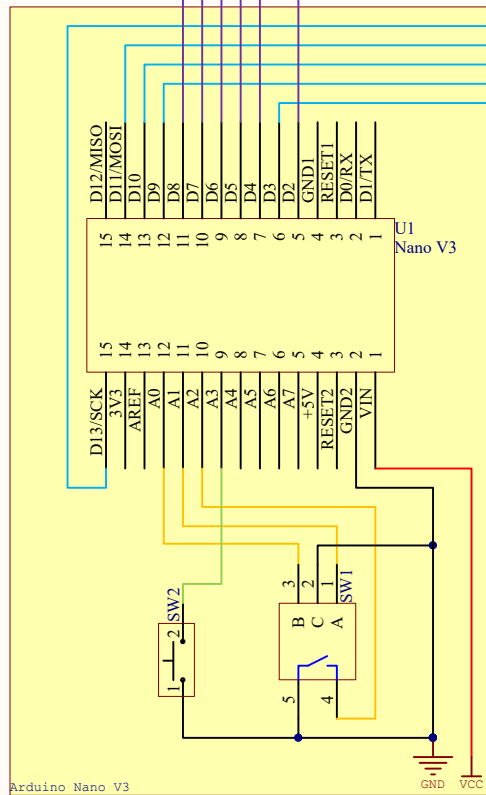 D12/MISO
D11/MOSI
D10
D9
D8
D7
D6
D5
D4
D3
D2
GND1
RESET1
D0/RX
D1/TX
15
14
13
12
11
10
9
8
7
6
5
4
3
2
1
U1
Nano V3
15
14
13
12
11
10
9
8
7
6
5
4
3
2
1
D13/SCK
3V3
AREF
A0
A1
A2
A3
A4
A5
A6
A7
+5V
RESET2
GND2
VIN
SW2
2
1
3
2
1
SW1
B
C
A
5
4
GND
VCC
Arduino Nano V3